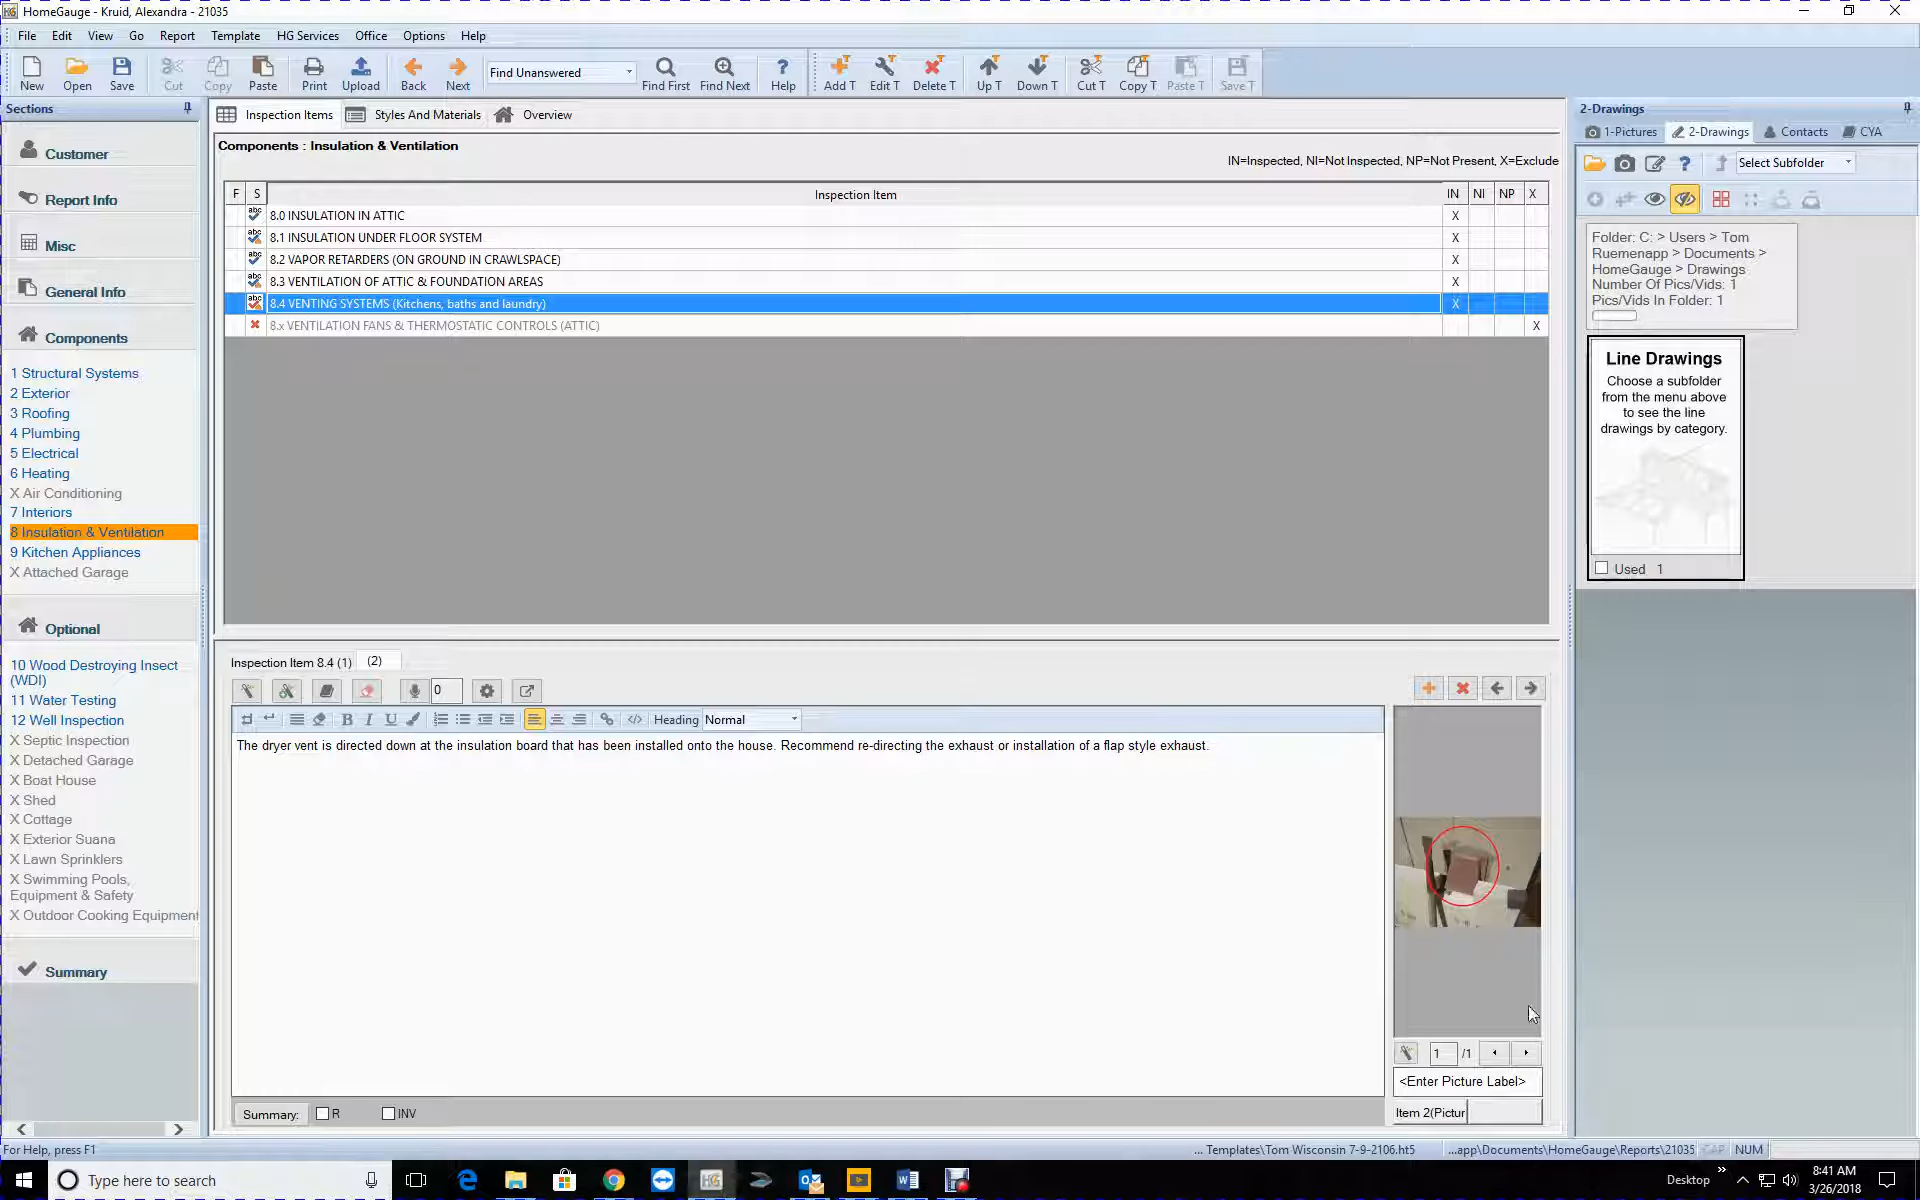 HomeGauge - Kruid, Alexandra - 21035
File Edit View Go Report Template HG Services Office Options Help
New Open Save Cut Copy Paste Print Upload Back Next Find Unanswered Find First Find Next Help Add T Edit T Delete T Up T Down T Cut T Copy T Paste T Save T
Sections
Customer
Report Info
Misc
General Info
Components
1 Structural Systems
2 Exterior
3 Roofing
4 Plumbing
5 Electrical
6 Heating
X Air Conditioning
7 Interiors
8 Insulation & Ventilation
9 Kitchen Appliances
X Attached Garage
Optional
10 Wood Destroying Insect
(WDI)
11 Water Testing
12 Well Inspection
X Septic Inspection
X Detached Garage
X Boat House
X Shed
X Cottage
X Exterior Suana
X Lawn Sprinklers
X Swimming Pools,
Equipment & Safety
X Outdoor Cooking Equipment
Summary
Inspection Items Styles And Materials Overview
Components : Insulation & Ventilation
IN=Inspected, NI=Not Inspected, NP=Not Present, X=Exclude
F S Inspection Item IN NI NP X
abc 8.0 INSULATION IN ATTIC X
abc 8.1 INSULATION UNDER FLOOR SYSTEM X
abc 8.2 VAPOR RETARDERS (ON GROUND IN CRAWLSPACE) X
abc 8.3 VENTILATION OF ATTIC & FOUNDATION AREAS X
abc 8.4 VENTING SYSTEMS (Kitchens, baths and laundry) X
8.x VENTILATION FANS & THERMOSTATIC CONTROLS (ATTIC) X
Inspection Item 8.4 (1) (2)
0
B I U Heading Normal
The dryer vent is directed down at the insulation board that has been installed onto the house. Recommend re-directing the exhaust or installation of a flap style exhaust.
1 /1
<Enter Picture Label>
Item 2(Pictur
Summary: R INV
2-Drawings
1-Pictures 2-Drawings Contacts CYA
Select Subfolder
Folder: C: > Users > Tom
Ruemenapp > Documents >
HomeGauge > Drawings
Number Of Pics/Vids: 1
Pics/Vids In Folder: 1
Line Drawings
Choose a subfolder
from the menu above
to see the line
drawings by category.
Used 1
For Help, press F1
... Templates\Tom Wisconsin 7-9-2106.ht5 ...app\Documents\HomeGauge\Reports\21035 CAP NUM
Type here to search
Desktop
8:41 AM
3/26/2018